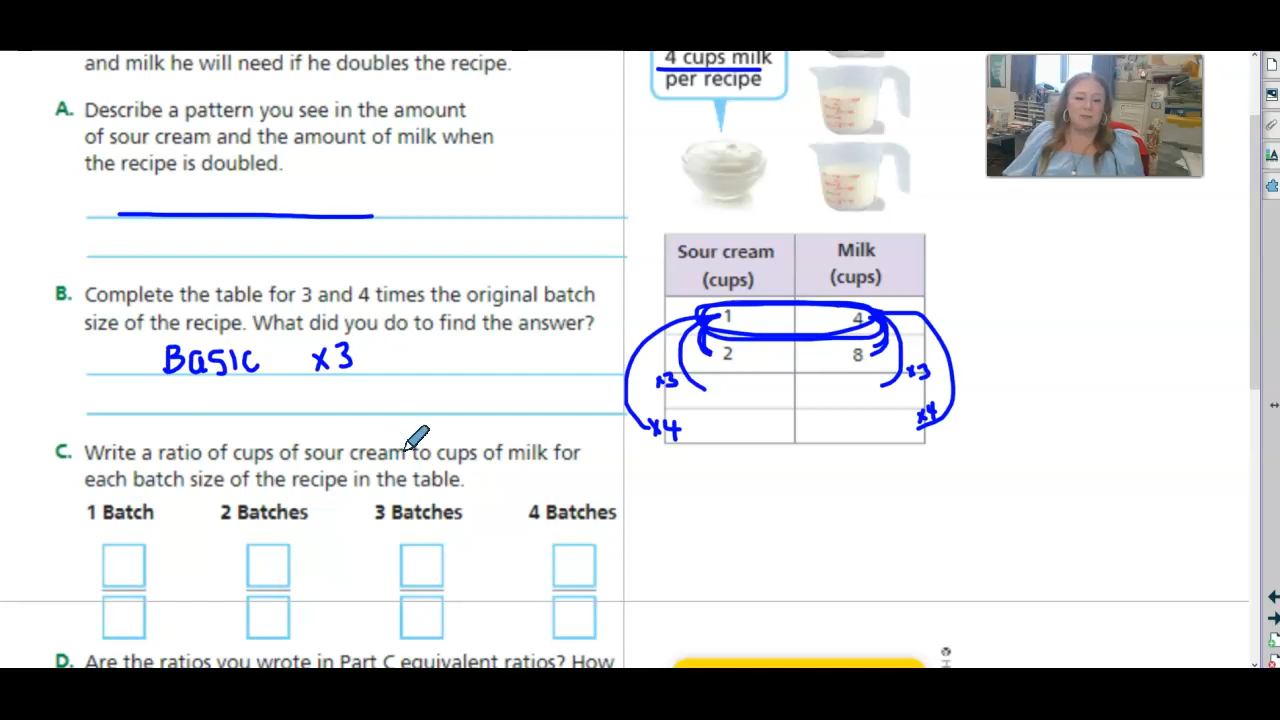 and milk he will need if he doubles the recipe.
A. Describe a pattern you see in the amount
of sour cream and the amount of milk when
the recipe is doubled.
B. Complete the table for 3 and 4 times the original batch
size of the recipe. What did you do to find the answer?
Basic x3
C. Write a ratio of cups of sour cream to cups of milk for
each batch size of the recipe in the table.
1 Batch 2 Batches 3 Batches 4 Batches
D. Are the ratios you wrote in Part C equivalent ratios? How
4 cups milk
per recipe
Sour cream Milk
(cups) (cups)
1 4
2 8
x3 x3
x4 x4